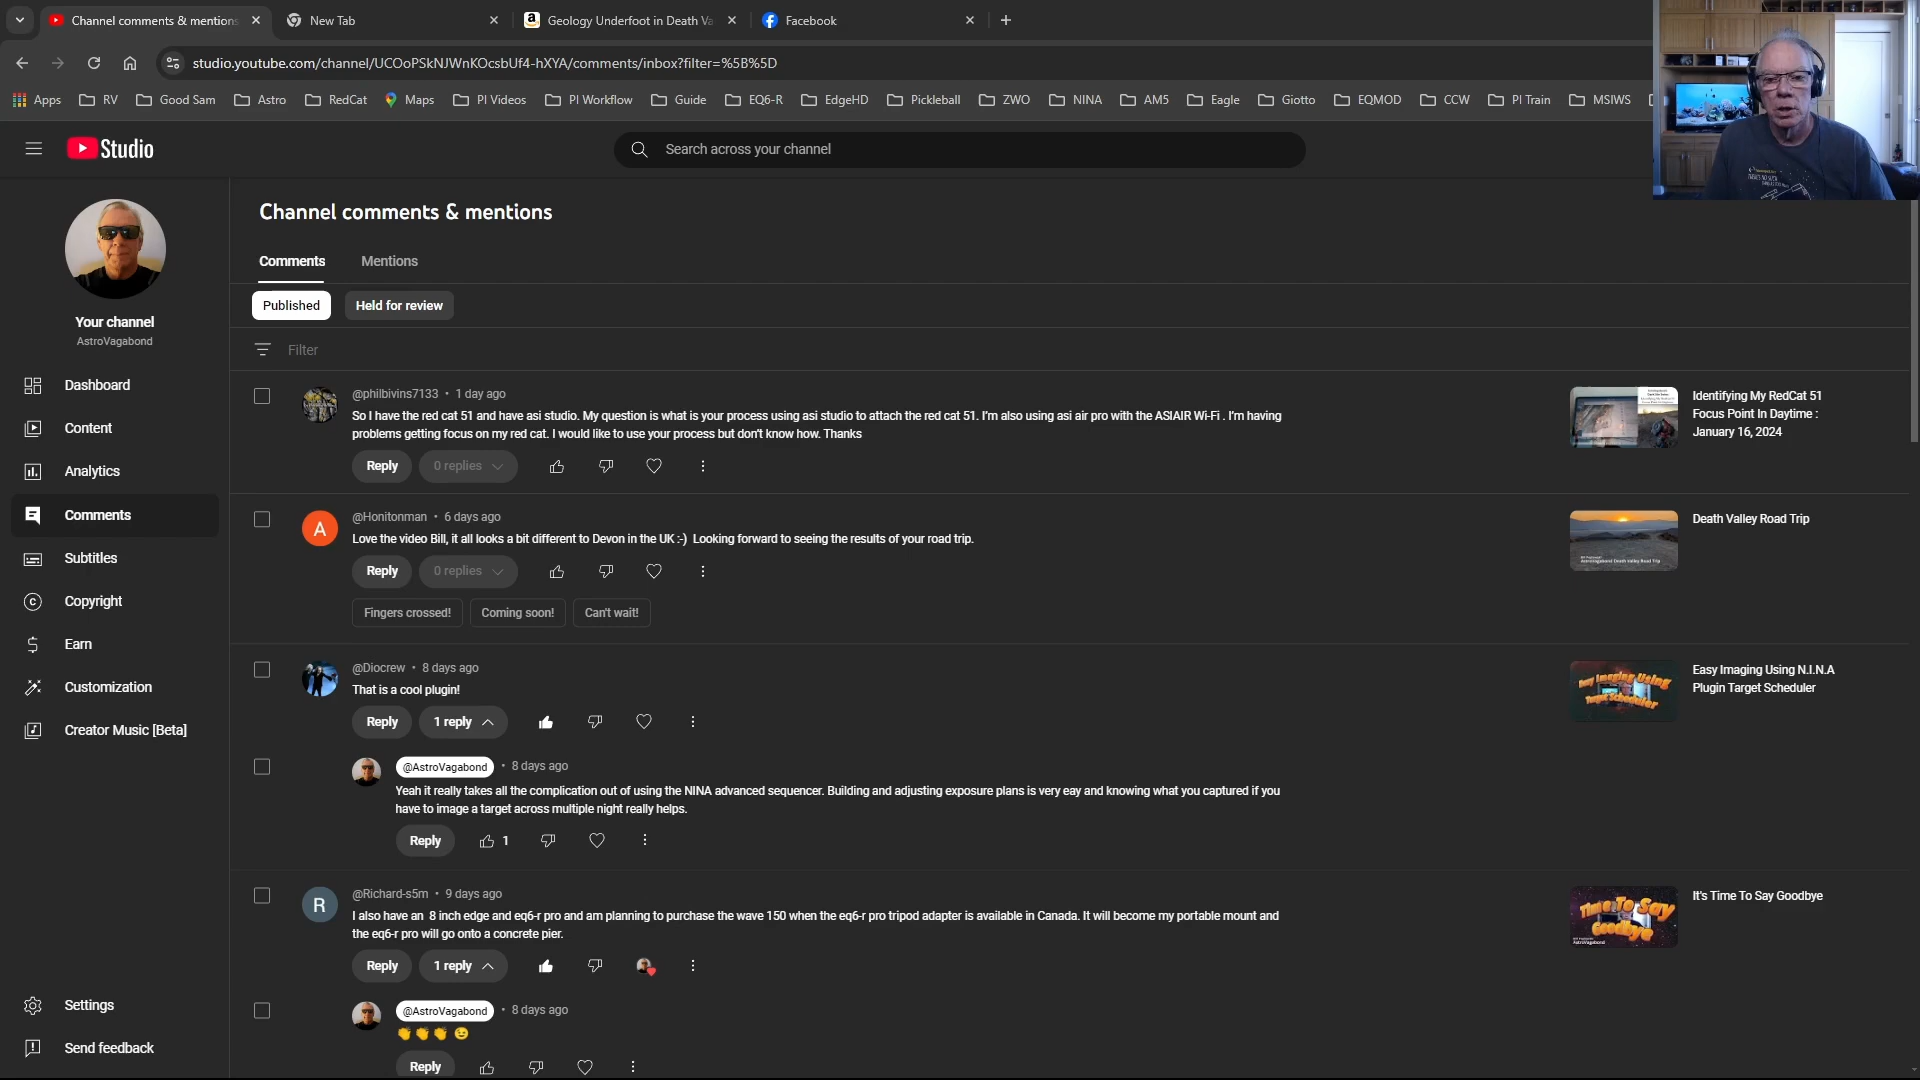 Channel comments & mentions
New Tab
Geology Underfoot in Death Va
Facebook
studio.youtube.com/channel/UCOoPSkNJWnKOcsbUf4-hXYA/comments/inbox?filter=%5B%5D
Apps RV Good Sam Astro RedCat Maps PI Videos PI Workflow Guide EQ6-R EdgeHD Pickleball ZWO NINA AM5 Eagle Giotto EQMOD CCW PI Train MSIWS
Studio
Search across your channel
Your channel
AstroVagabond
Dashboard
Content
Analytics
Comments
Subtitles
Copyright
Earn
Customization
Creator Music [Beta]
Settings
Send feedback
Channel comments & mentions
Comments Mentions
Published Held for review
Filter
@philbivins7133 • 1 day ago
So I have the red cat 51 and have asi studio. My question is what is your process using asi studio to attach the red cat 51. I'm also using asi air pro with the ASIAIR Wi-Fi . I'm having
problems getting focus on my red cat. I would like to use your process but don't know how. Thanks
Reply 0 replies
Identifying My RedCat 51
Focus Point In Daytime :
January 16, 2024
A
@Honitonman • 6 days ago
Love the video Bill, it all looks a bit different to Devon in the UK :-) Looking forward to seeing the results of your road trip.
Reply 0 replies
Fingers crossed! Coming soon! Can't wait!
Death Valley Road Trip
@Diocrew • 8 days ago
That is a cool plugin!
Reply 1 reply
Easy Imaging Using
Target Scheduler
Easy Imaging Using N.I.N.A
Plugin Target Scheduler
@AstroVagabond • 8 days ago
Yeah it really takes all the complication out of using the NINA advanced sequencer. Building and adjusting exposure plans is very eay and knowing what you captured if you
have to image a target across multiple night really helps.
Reply 1
R
@Richard-s5m • 9 days ago
I also have an 8 inch edge and eq6-r pro and am planning to purchase the wave 150 when the eq6-r pro tripod adapter is available in Canada. It will become my portable mount and
the eq6-r pro will go onto a concrete pier.
Reply 1 reply
Time To Say
Goodbye
AstroVagabond
It's Time To Say Goodbye
@AstroVagabond • 8 days ago
👏 👏 👏 😉
Reply